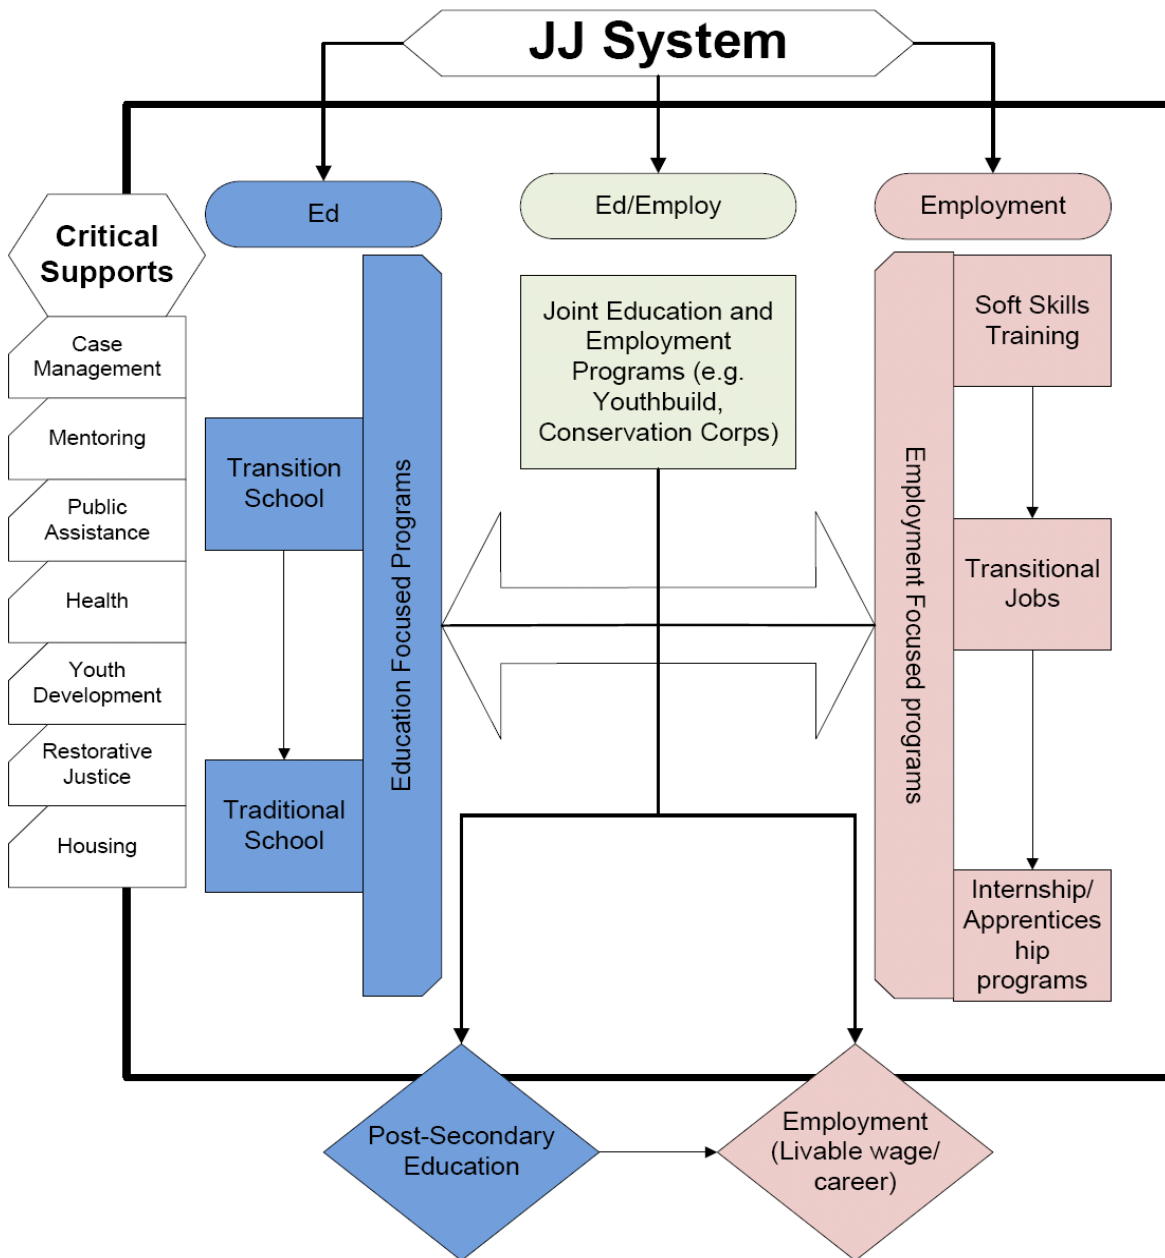 JJ System
Ed
Ed/Employ
Employment
Critical
Supports
Case
Management
Mentoring
Public
Assistance
Health
Youth
Development
Restorative
Justice
Housing
Transition
School
Traditional
School
Education Focused Programs
Joint Education and
Employment
Programs (e.g.
Youthbuild,
Conservation Corps)
Employment Focused programs
Soft Skills
Training
Transitional
Jobs
Internship/
Apprentices
hip
programs
Post-Secondary
Education
Employment
(Livable wage/
career)